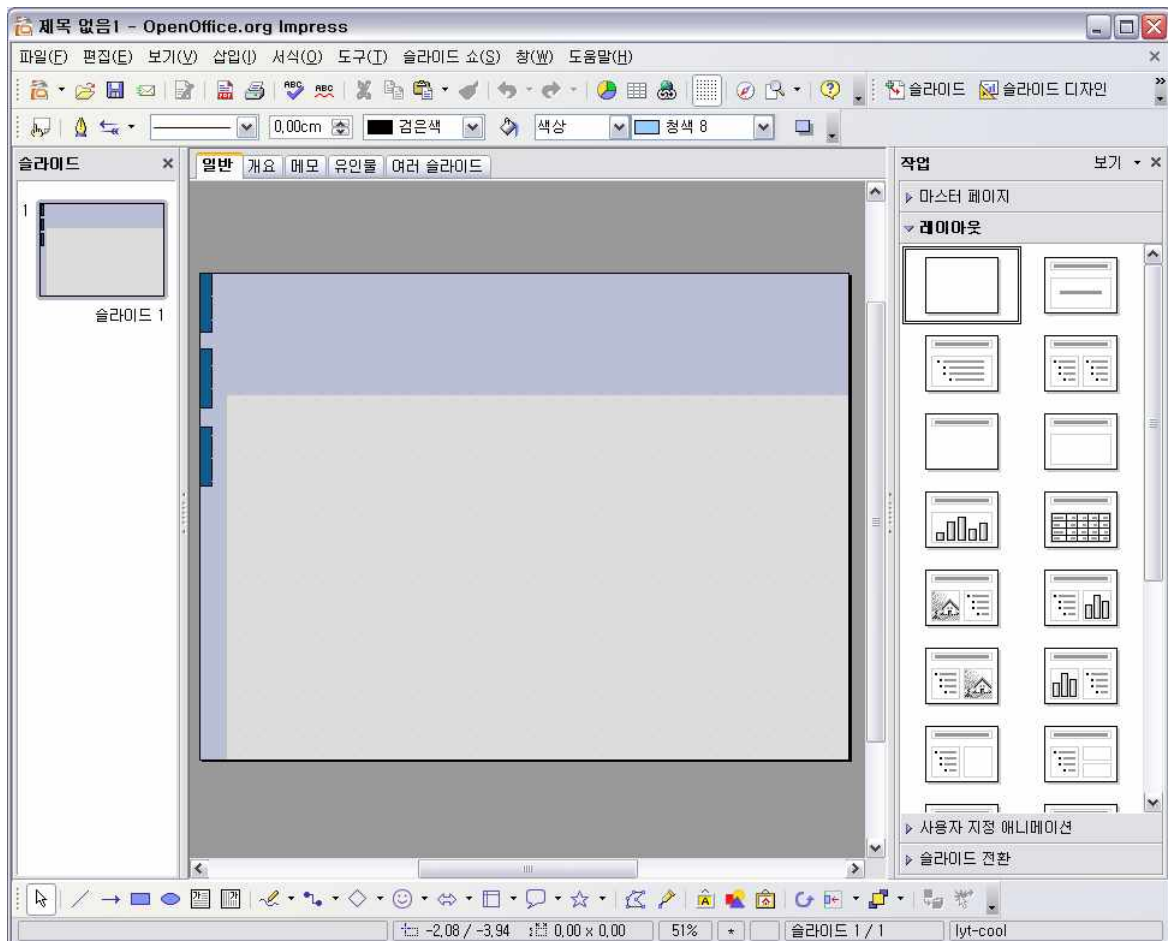 제목 없음1 - OpenOffice.org Impress
파일(F) 편집(E) 보기(V) 삽입(I) 서식(O) 도구(T) 슬라이드 쇼(S) 창(W) 도움말(H)
ABC ABC 슬라이드 슬라이드 디자인
0,00cm 검은색 색상 청색 8
슬라이드
일반 개요 메모 유인물 여러 슬라이드
작업 보기
마스터 페이지
레이아웃
1
슬라이드 1
사용자 지정 애니메이션
슬라이드 전환
-2,08 / -3,94 0,00 x 0,00 51% * 슬라이드 1 / 1 lyt-cool